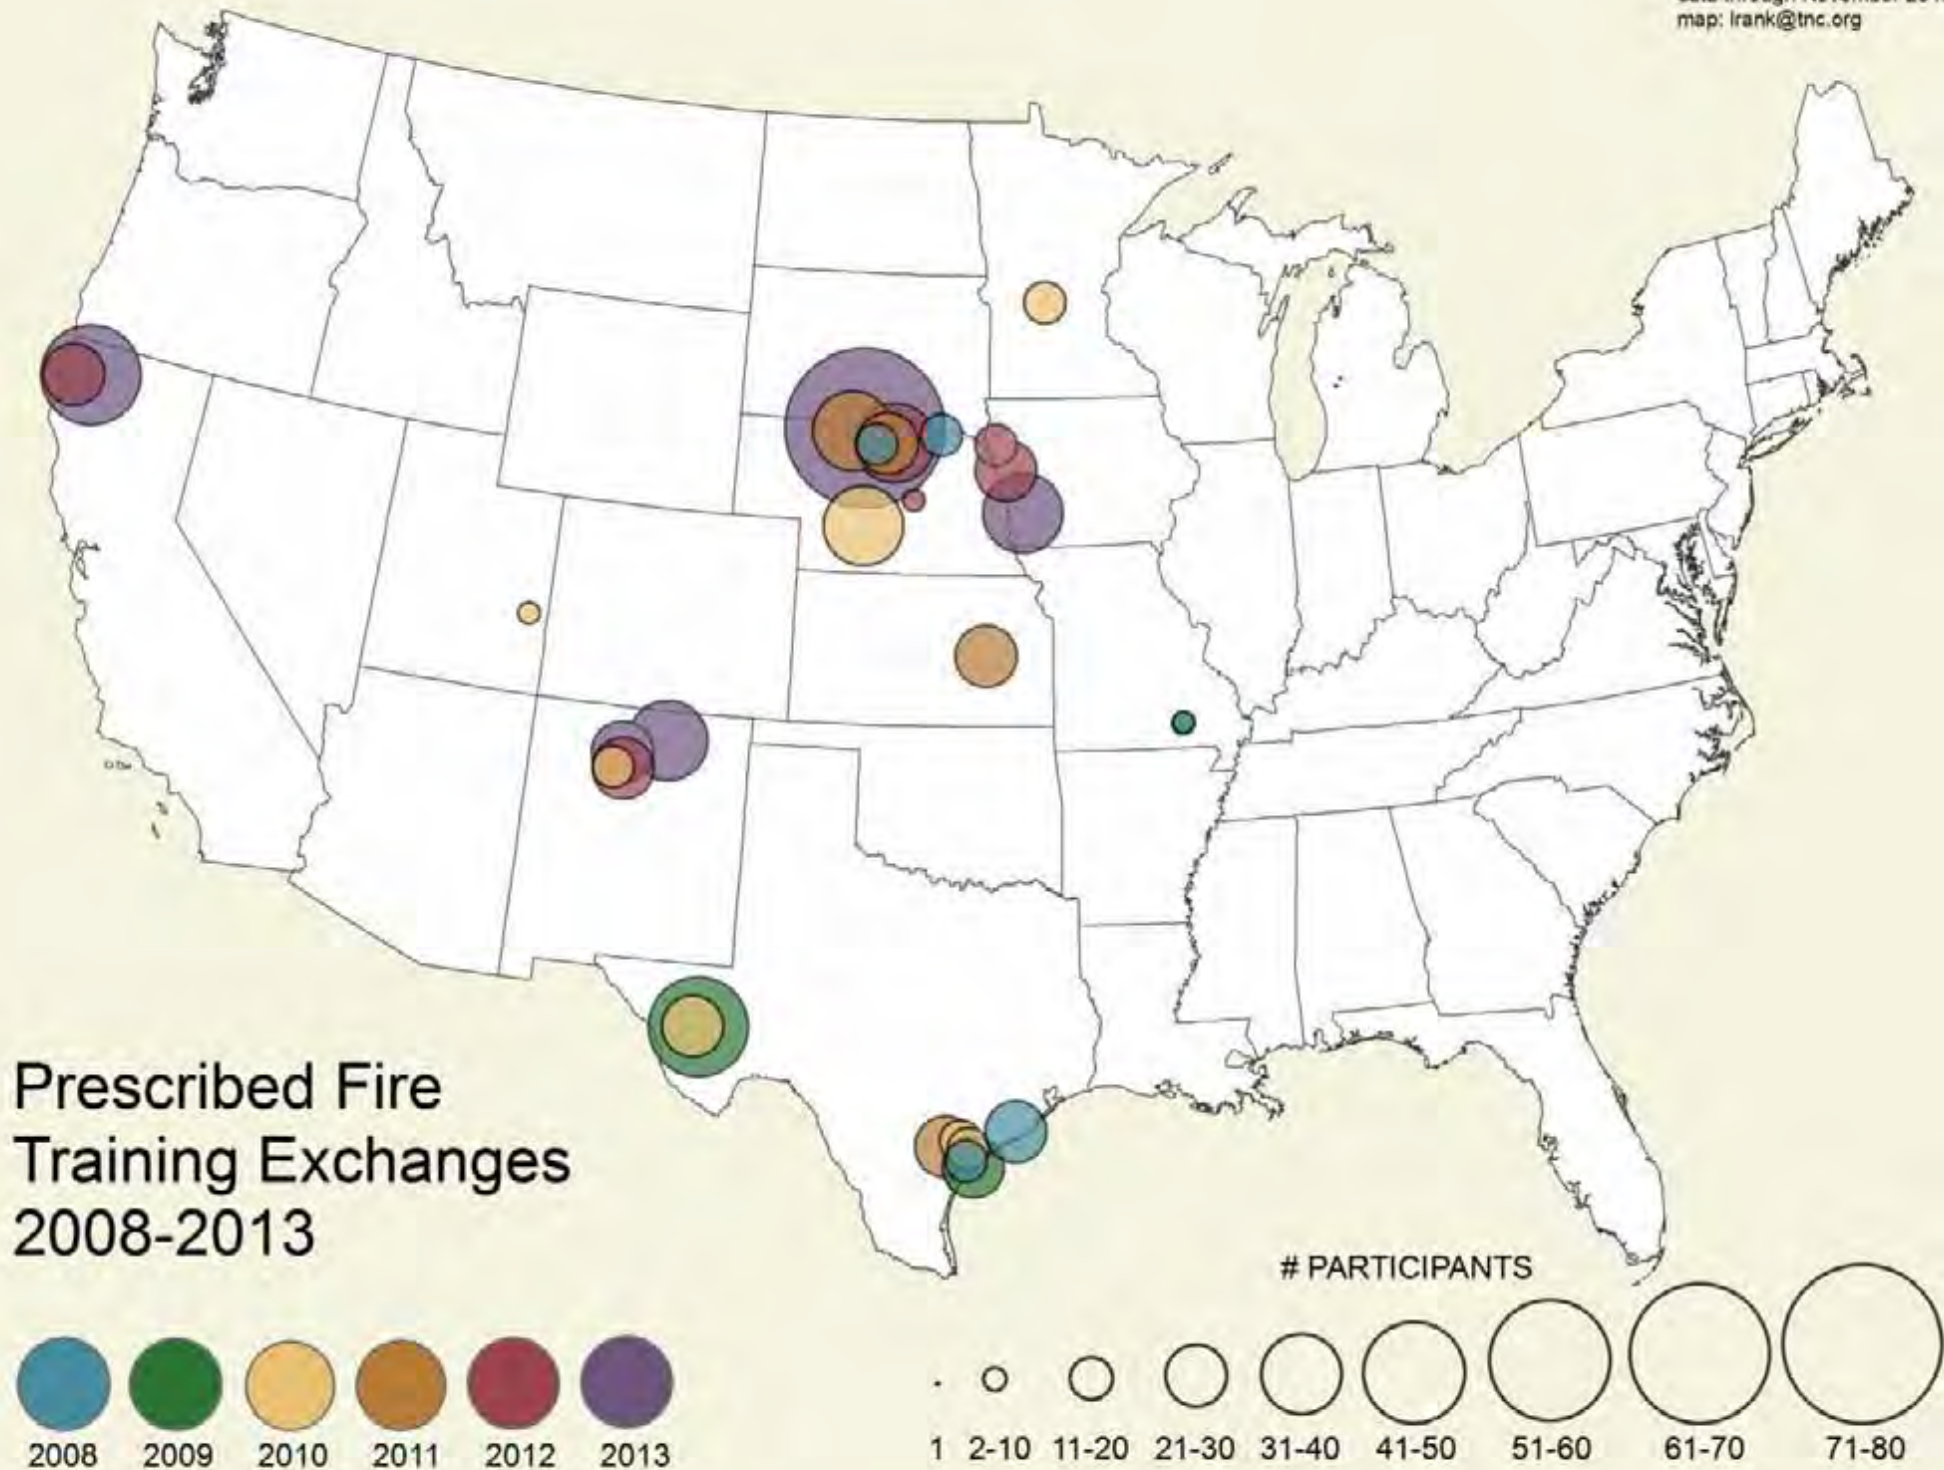 map: lrank@tnc.org
Prescribed Fire
Training Exchanges
2008-2013
# PARTICIPANTS
2008 2009 2010 2011 2012 2013
1 2-10 11-20 21-30 31-40 41-50 51-60 61-70 71-80